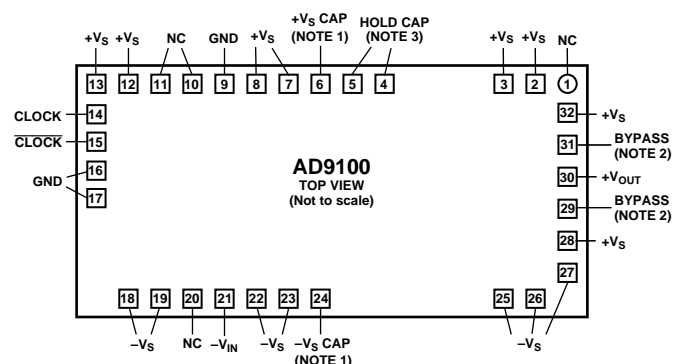 +VS CAP
(NOTE 1)
HOLD CAP
(NOTE 3)
+VS
+VS
NC
GND
+VS
+VS
+VS
NC
13
12
11
10
9
8
7
6
5
4
3
2
1
CLOCK
14
CLOCK
15
GND
16
17
AD9100
TOP VIEW
(Not to scale)
32
+VS
31
BYPASS
(NOTE 2)
30
+VOUT
29
BYPASS
(NOTE 2)
28
+VS
27
18
19
20
21
22
23
24
25
26
–VS
NC
–VIN
–VS
–VS CAP
(NOTE 1)
–VS